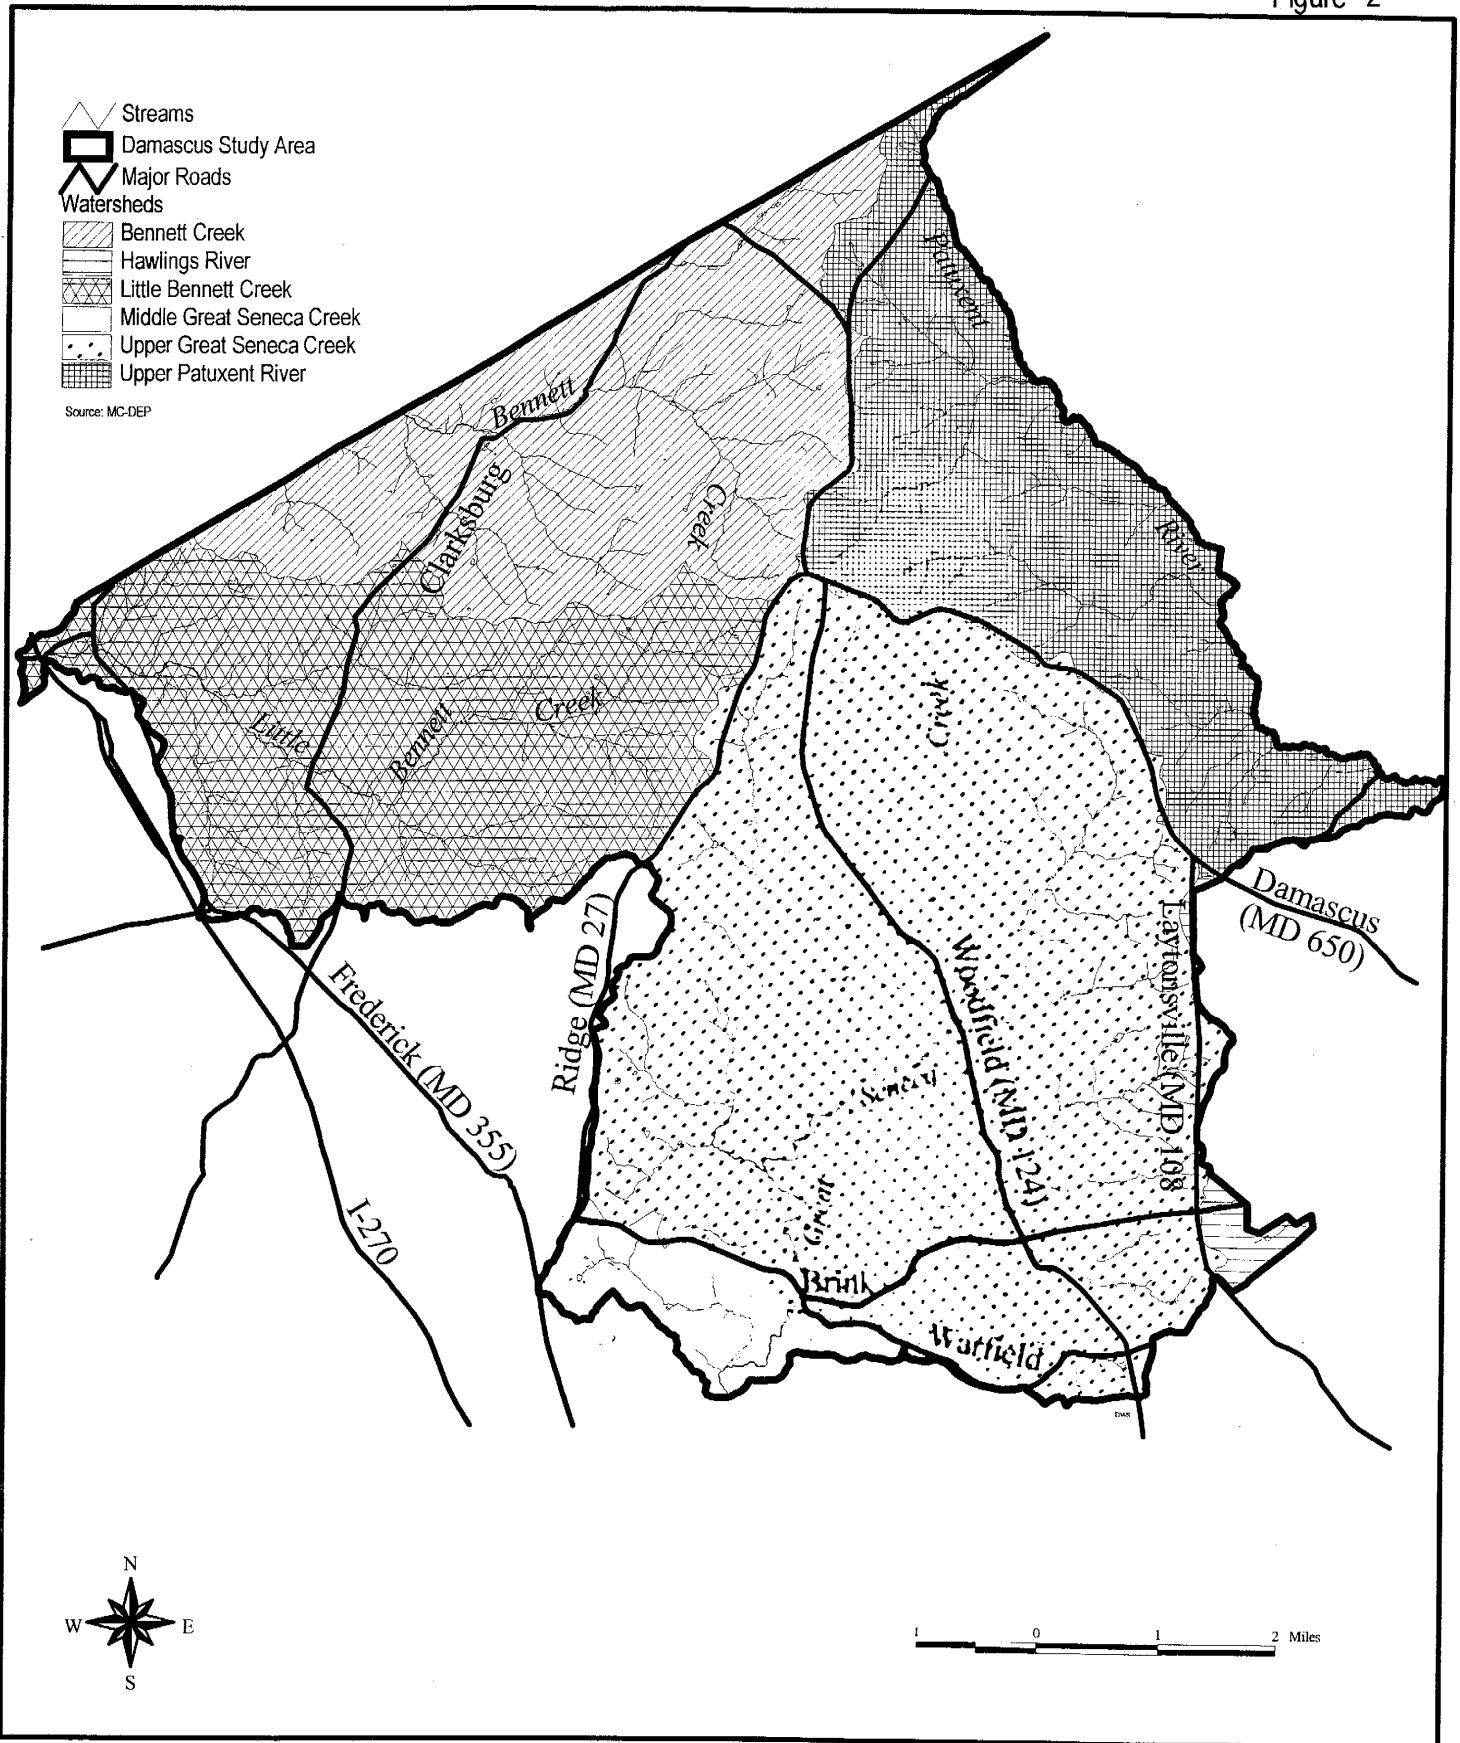 Figure 2
Streams
Damascus Study Area
Major Roads
Watersheds
Bennett Creek
Hawlings River
Little Bennett Creek
Middle Great Seneca Creek
Upper Great Seneca Creek
Upper Patuxent River
Source: MC-DEP
Patuxent
River
Bennett
Creek
Clarksburg
Little
Bennett
Creek
Creek
Seneca
Great
Damascus
(MD 650)
Laytonsville (MD 108
Woodfield (MD 124)
Ridge (MD 27)
Frederick (MD 355)
I-270
Brink
Warfield
DWS
N
W E
S
1 0 1 2 Miles